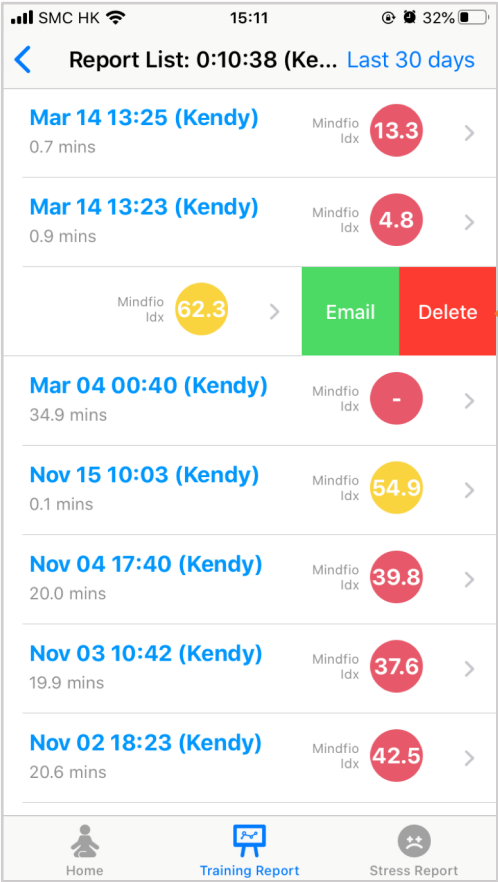 SMC HK 15:11 32%
Report List: 0:10:38 (Ke... Last 30 days
Mar 14 13:25 (Kendy)
0.7 mins
Mindfio
Idx
13.3
Mar 14 13:23 (Kendy)
0.9 mins
Mindfio
Idx
4.8
Mindfio
Idx
62.3
Email
Delete
Mar 04 00:40 (Kendy)
34.9 mins
Mindfio
Idx
-
Nov 15 10:03 (Kendy)
0.1 mins
Mindfio
Idx
54.9
Nov 04 17:40 (Kendy)
20.0 mins
Mindfio
Idx
39.8
Nov 03 10:42 (Kendy)
19.9 mins
Mindfio
Idx
37.6
Nov 02 18:23 (Kendy)
20.6 mins
Mindfio
Idx
42.5
Home
Training Report
Stress Report